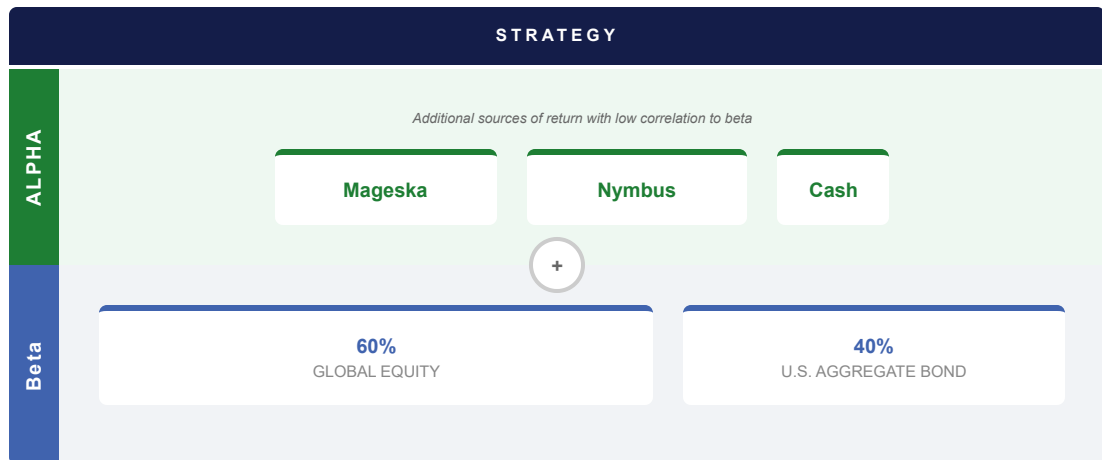 STRATEGY
ALPHA
Additional sources of return with low correlation to beta
Mageska
Nymbus
Cash
+
Beta
60%
GLOBAL EQUITY
40%
U.S. AGGREGATE BOND